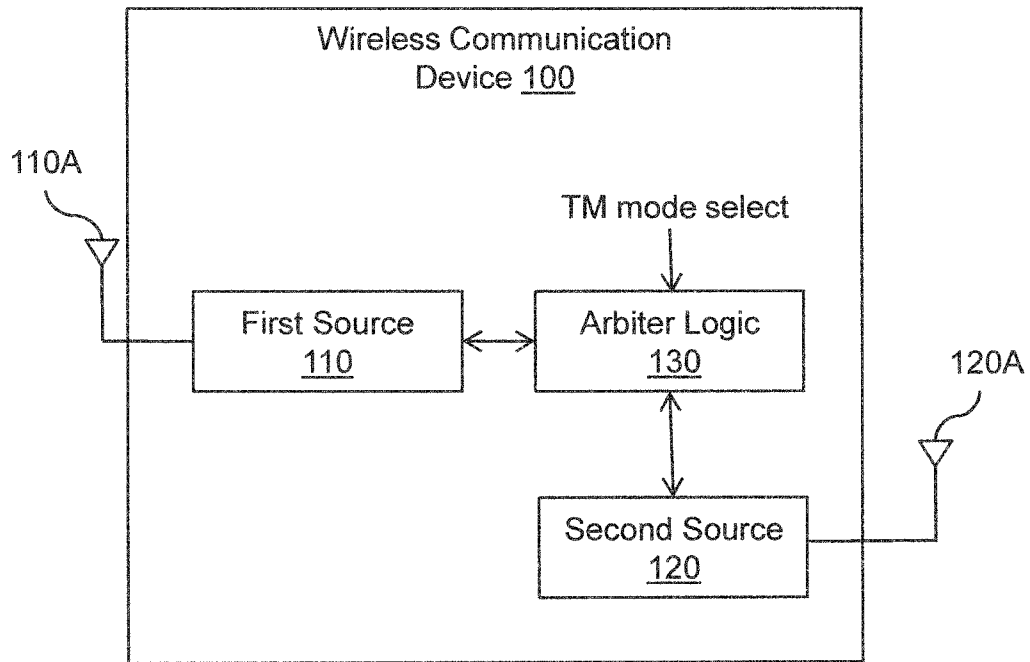 Wireless Communication
Device 100
110A
TM mode select
First Source
110
Arbiter Logic
130
120A
Second Source
120